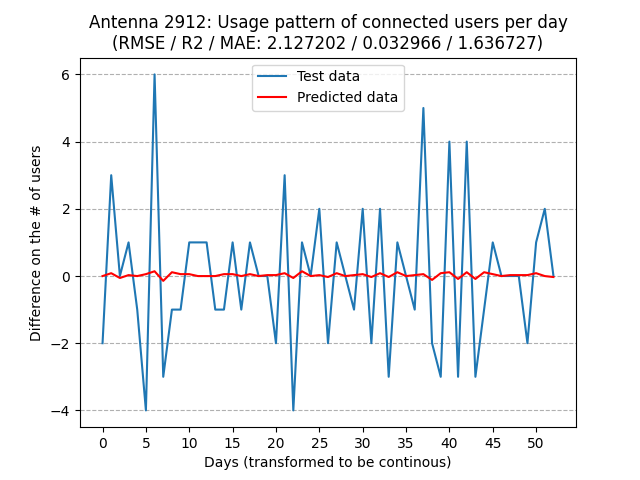 Antenna 2912: Usage pattern of connected users per day
(RMSE / R2 / MAE: 2.127202 / 0.032966 / 1.636727)
Test data
Predicted data
6
4
2
0
−2
−4
Difference on the # of users
0 5 10 15 20 25 30 35 40 45 50
Days (transformed to be continous)